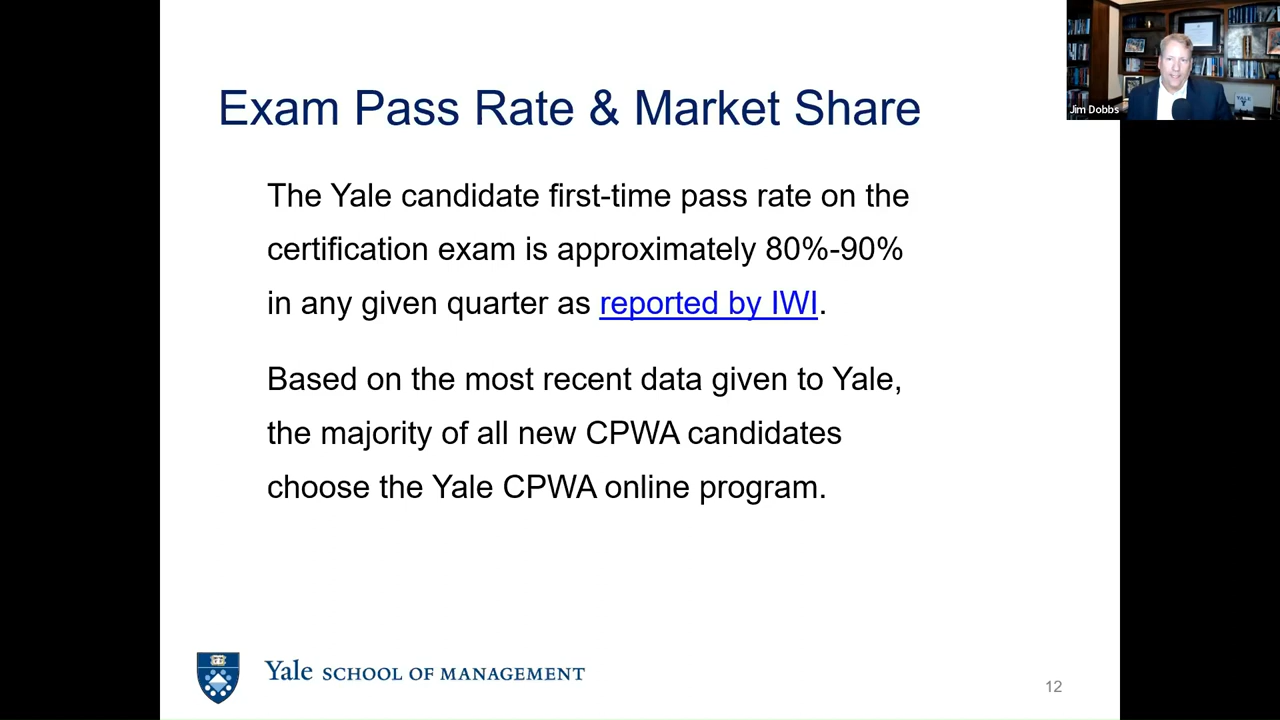 Exam Pass Rate & Market Share
Jim Dobbs
The Yale candidate first-time pass rate on the
certification exam is approximately 80%-90%
in any given quarter as reported by IWI.
Based on the most recent data given to Yale,
the majority of all new CPWA candidates
choose the Yale CPWA online program.
Yale SCHOOL OF MANAGEMENT
12